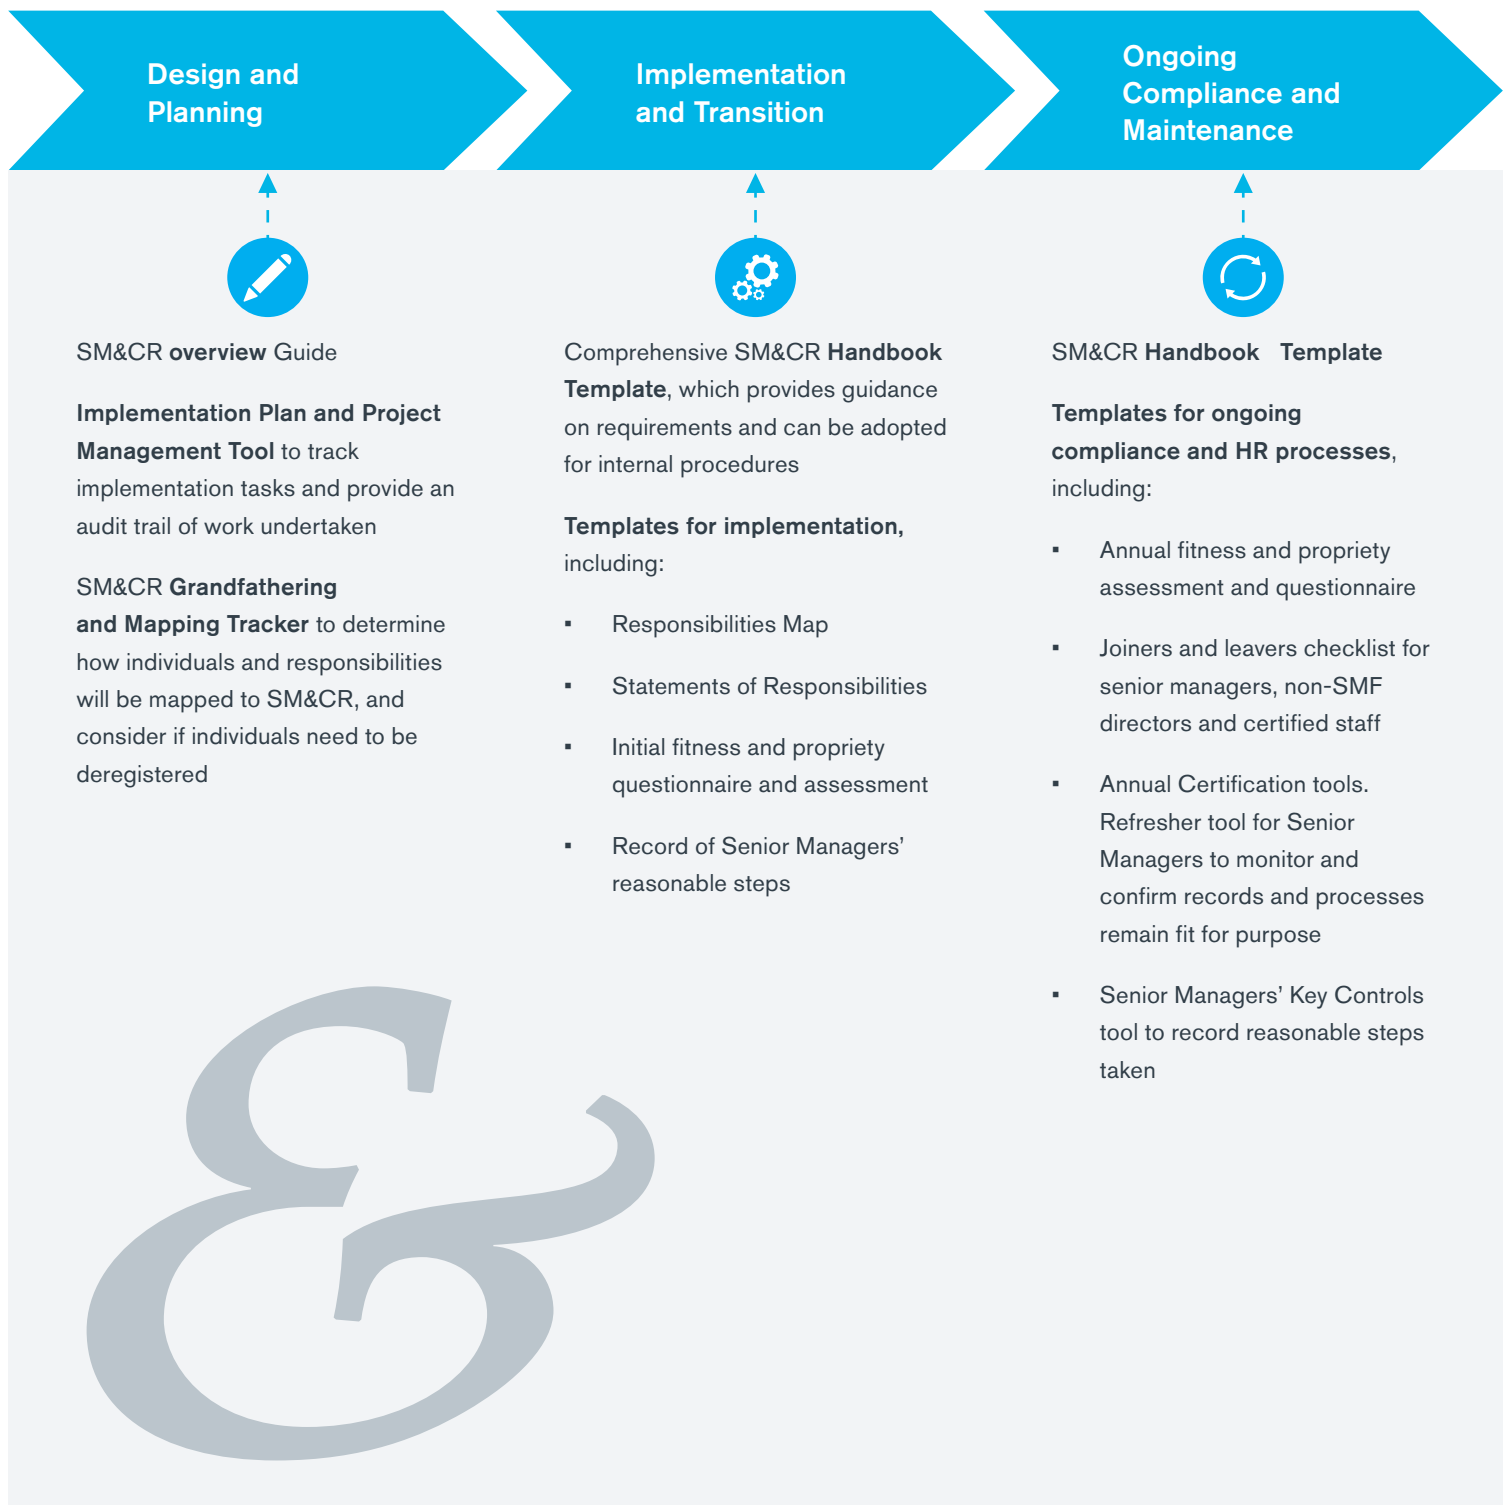 Design and
Planning
Implementation
and Transition
Ongoing
Compliance and
Maintenance
SM&CR overview Guide
Implementation Plan and Project
Management Tool to track
implementation tasks and provide an
audit trail of work undertaken
SM&CR Grandfathering
and Mapping Tracker to determine
how individuals and responsibilities
will be mapped to SM&CR, and
consider if individuals need to be
deregistered
Comprehensive SM&CR Handbook
Template, which provides guidance
on requirements and can be adopted
for internal procedures
Templates for implementation,
including:
▪ Responsibilities Map
▪ Statements of Responsibilities
▪ Initial fitness and propriety
questionnaire and assessment
▪ Record of Senior Managers’
reasonable steps
SM&CR Handbook Template
Templates for ongoing
compliance and HR processes,
including:
▪ Annual fitness and propriety
assessment and questionnaire
▪ Joiners and leavers checklist for
senior managers, non-SMF
directors and certified staff
▪ Annual Certification tools.
Refresher tool for Senior
Managers to monitor and
confirm records and processes
remain fit for purpose
▪ Senior Managers’ Key Controls
tool to record reasonable steps
taken
&